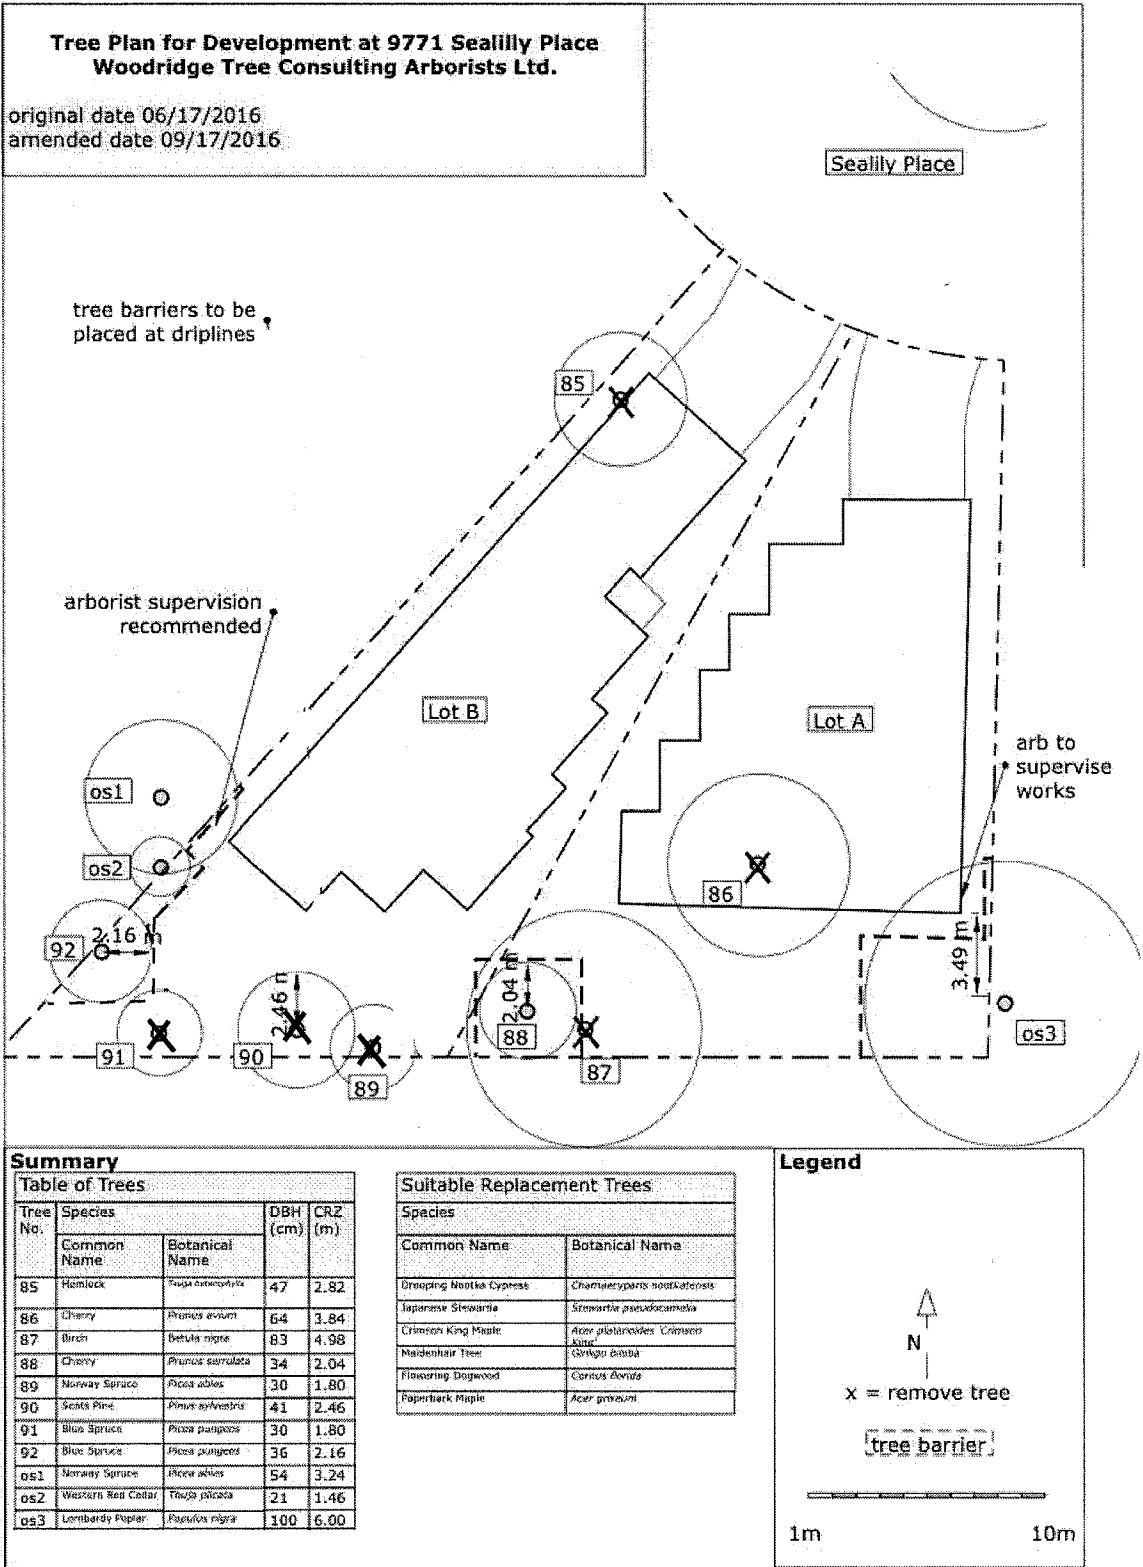 Tree Plan for Development at 9771 Sealilly Place
Woodridge Tree Consulting Arborists Ltd.
original date 06/17/2016
amended date 09/17/2016
Sealily Place
tree barriers to be
placed at driplines
85
arborist supervision
recommended
Lot B
Lot A
arb to
supervise
works
os1
os2
86
92
2.16 m
2.46
2.04 m
3.49 m
88
os3
91
90
87
89
Summary
Table of Trees
Tree No. Species DBH (cm) CRZ (m)
Common Name Botanical Name
85 Hemlock 47 2.82
86 Cherry Prunus avium 64 3.84
87 Birch Betula nigra 83 4.98
88 Cherry Prunus serrulata 34 2.04
89 Norway Spruce Picea abies 30 1.80
90 Scots Pine Pinus sylvestris 41 2.46
91 Blue Spruce Picea pungens 30 1.80
92 Blue Spruce Picea pungens 36 2.16
os1 Norway Spruce Picea abies 54 3.24
os2 Western Red Cedar Thuja plicata 21 1.46
os3 Lombardy Poplar Populus nigra 100 6.00
Suitable Replacement Trees
Species
Common Name Botanical Name
Drooping Nootka Cypress Chamaecyparis nootkatensis
Japanese Stewartia Stewartia pseudocamelia
Crimson King Maple Acer platanoides 'Crimson King'
Maidenhair Tree Ginkgo biloba
Flowering Dogwood Cornus florida
Paperbark Maple Acer griseum
Legend
N
x = remove tree
tree barrier
1m 10m